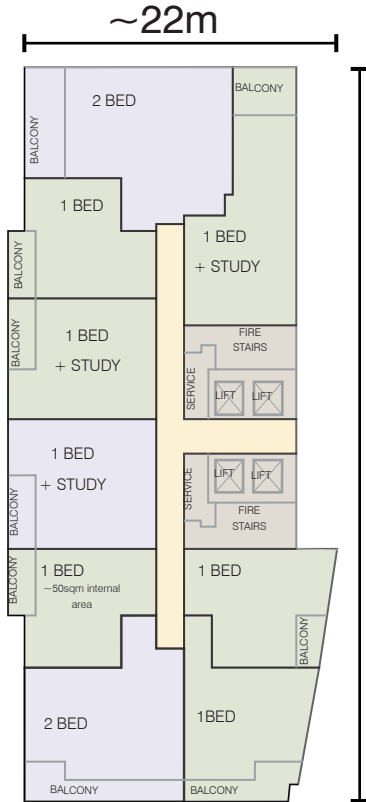 ~22m
BALCONY
2 BED
BALCONY
1 BED
1 BED
+ STUDY
BALCONY
BALCONY
1 BED
+ STUDY
FIRE
STAIRS
SERVICE
LIFT
LIFT
1 BED
+ STUDY
BALCONY
SERVICE
LIFT
LIFT
FIRE
STAIRS
BALCONY
1 BED
~50sqm internal
area
1 BED
BALCONY
2 BED
1BED
BALCONY
BALCONY